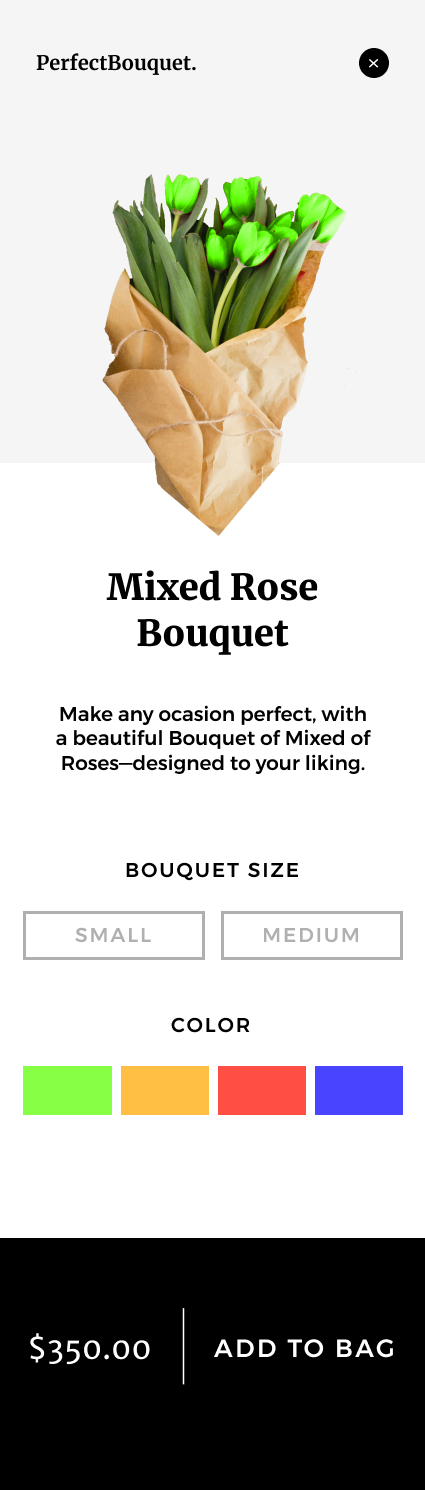 PerfectBouquet.
Mixed Rose
Bouquet
Make any ocasion perfect, with
a beautiful Bouquet of Mixed of
Roses—designed to your liking.
BOUQUET SIZE
SMALL MEDIUM
COLOR
$350.00 ADD TO BAG